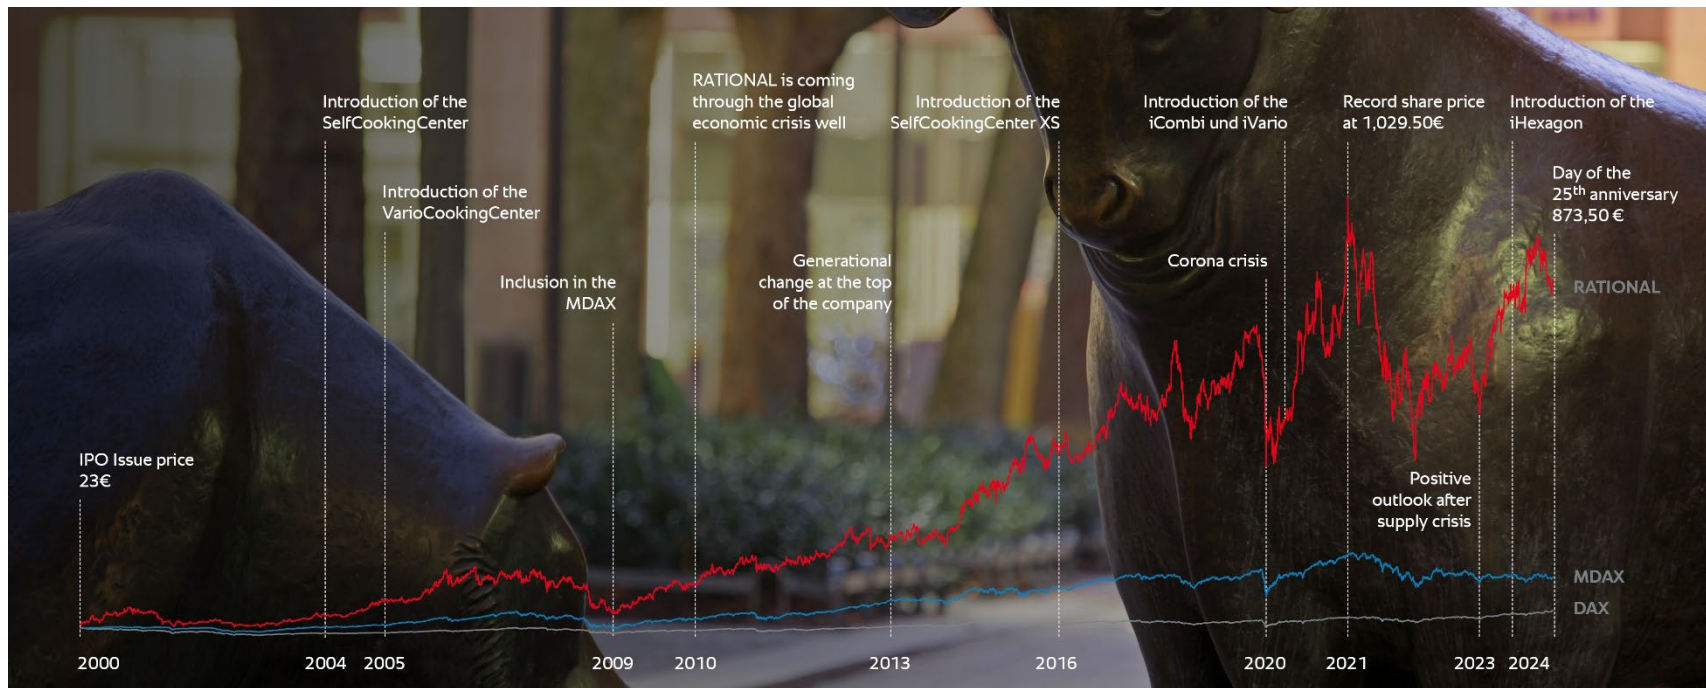 RATIONAL is coming
through the global
economic crisis well
Introduction of the
SelfCookingCenter
Introduction of the
SelfCookingCenter XS
Introduction of the
iCombi und iVario
Record share price
at 1,029.50€
Introduction of the
iHexagon
Introduction of the
VarioCookingCenter
Day of the
25th anniversary
873,50 €
Inclusion in the
MDAX
Generational
change at the top
of the company
Corona crisis
RATIONAL
IPO Issue price
23€
Positive
outlook after
supply crisis
MDAX
DAX
2000
2004
2005
2009
2010
2013
2016
2020
2021
2023
2024